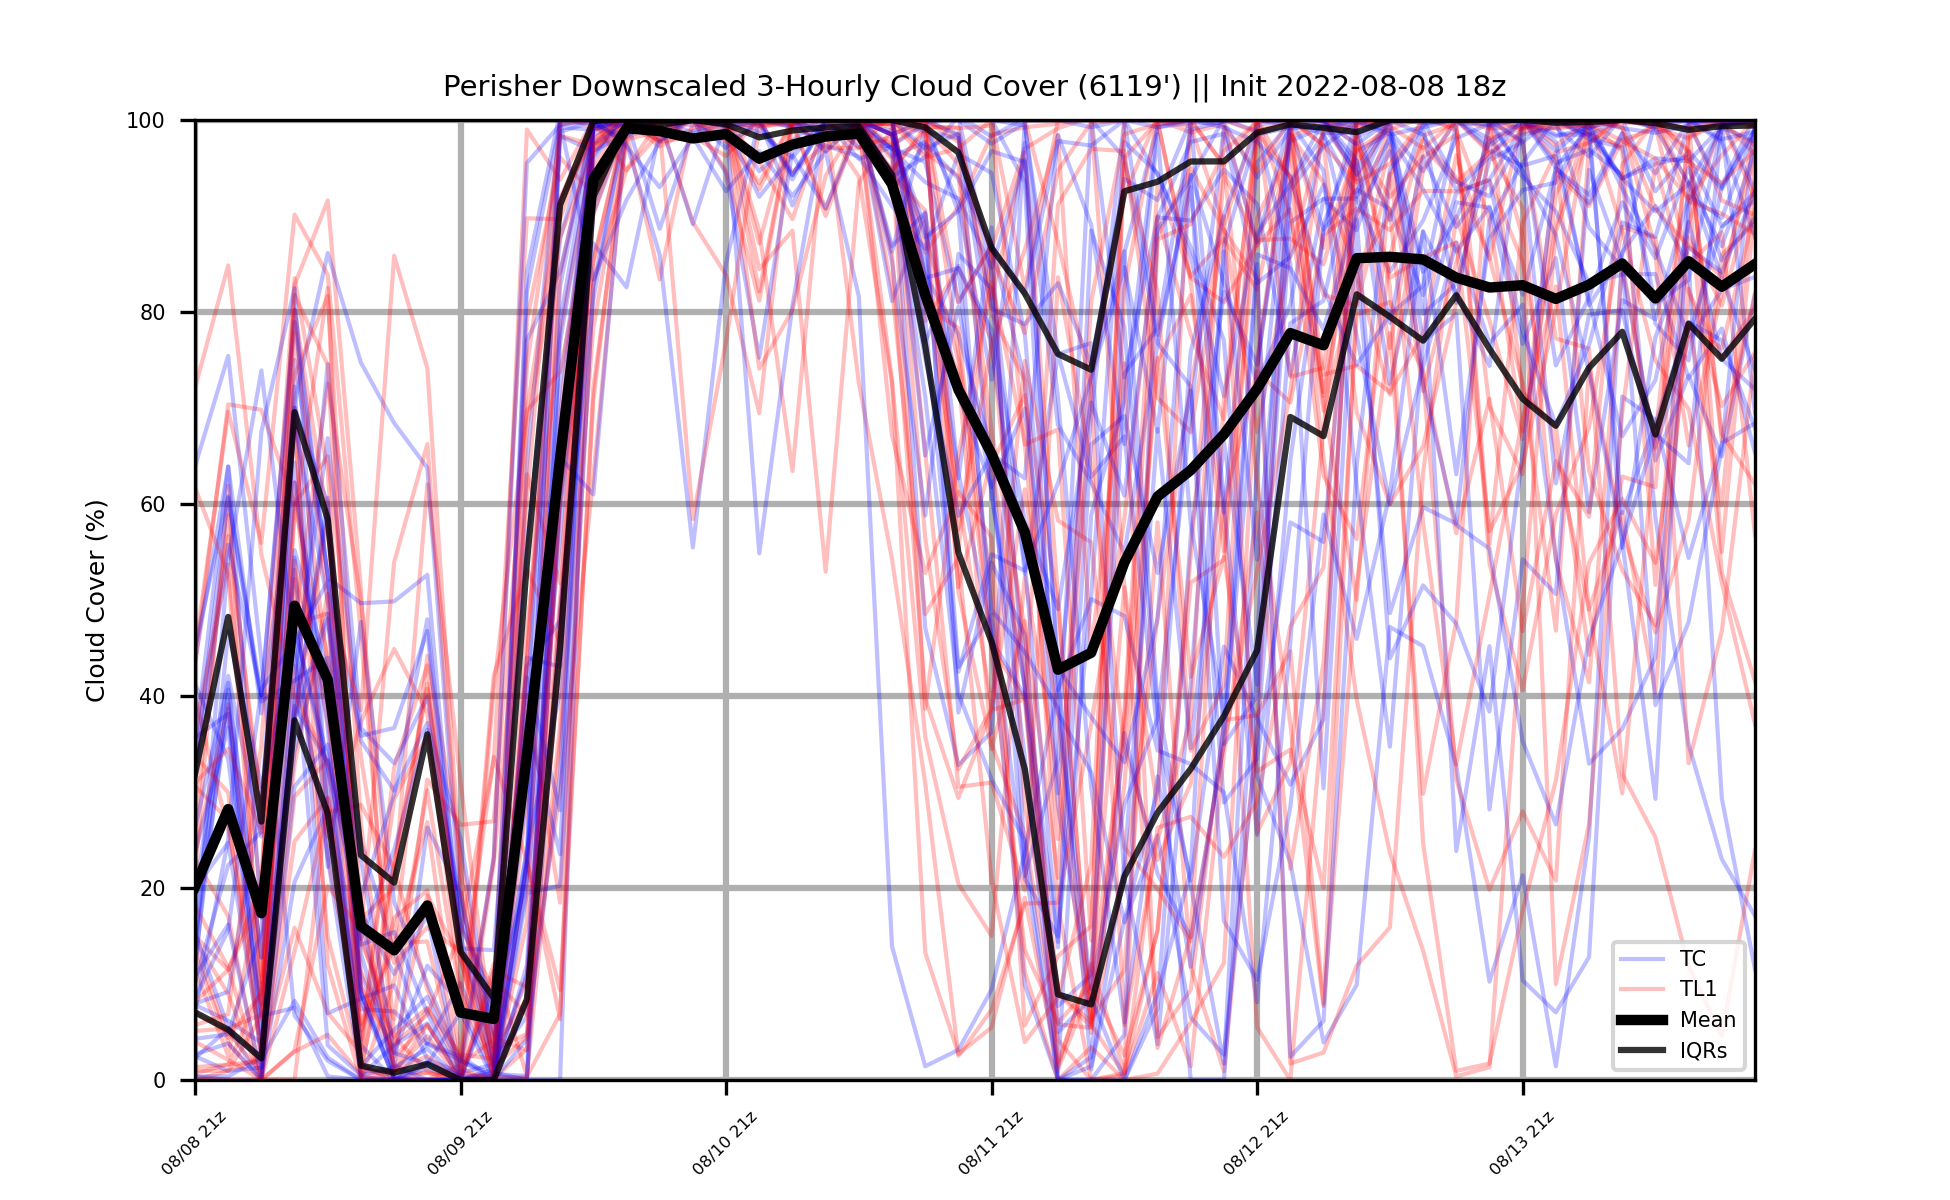 Perisher Downscaled 3-Hourly Cloud Cover (6119') || Init 2022-08-08 18z
Cloud Cover (%)
100
80
60
40
20
0
08/08 21z
08/09 21z
08/10 21z
08/11 21z
08/12 21z
08/13 21z
TC
TL1
Mean
IQRs